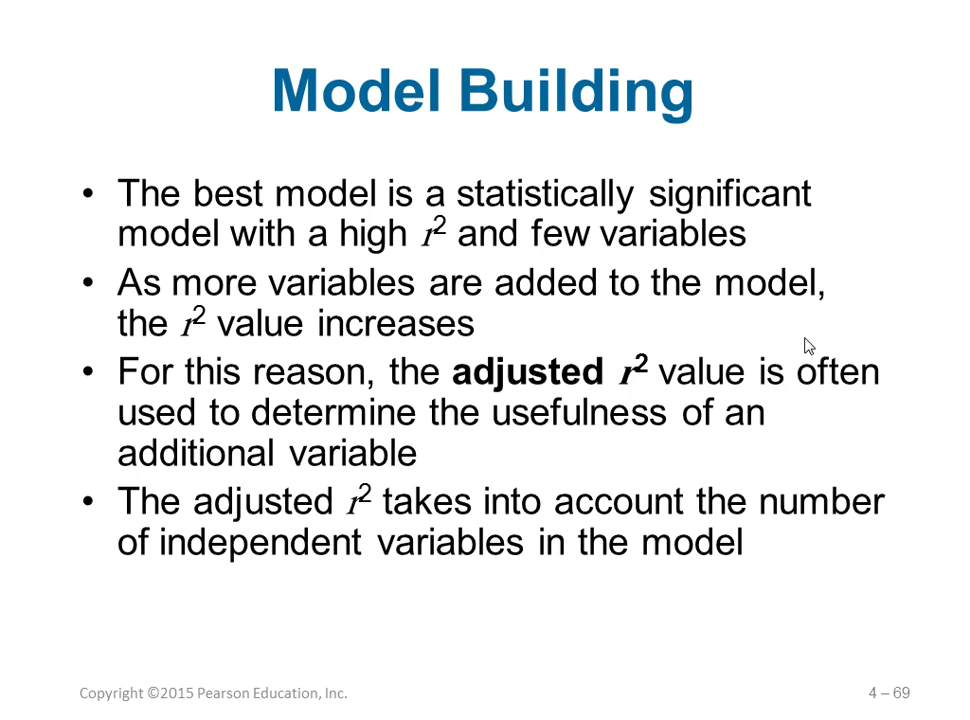 Model Building
• The best model is a statistically significant
model with a high r² and few variables
• As more variables are added to the model,
the r² value increases
• For this reason, the adjusted r² value is often
used to determine the usefulness of an
additional variable
• The adjusted r² takes into account the number
of independent variables in the model
Copyright ©2015 Pearson Education, Inc.
4 – 69